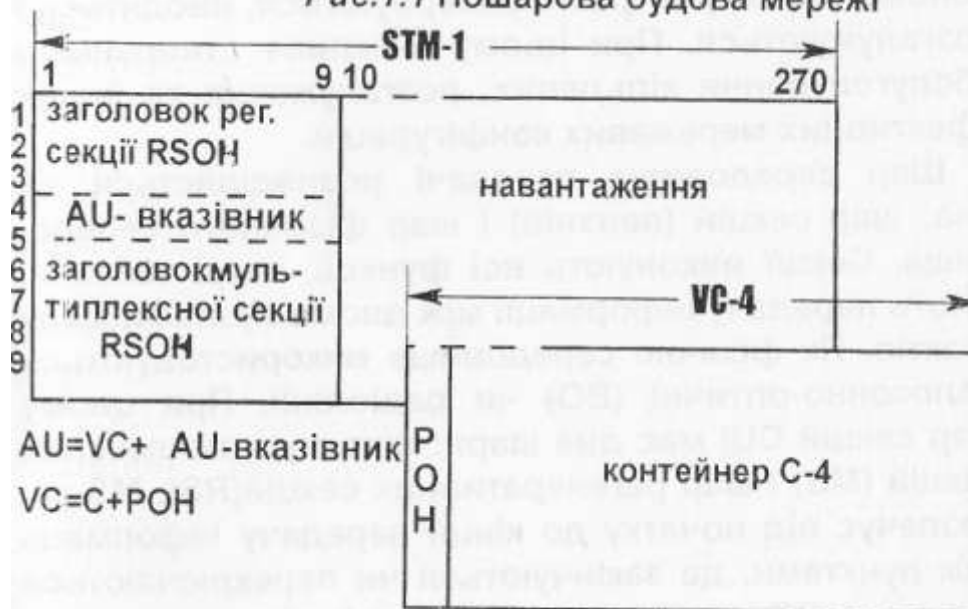 Рис.7.7 Пошарова будова мережі
STM-1
1 9 10 270
1 заголовок рег.
2 секції RSOH
3
4 AU- вказівник
5
6 заголовокмуль-
7 типлексної секції
8 RSOH
9
навантаження
VC-4
AU=VC+ AU-вказівник
VC=C+POH
P
O
H
контейнер C-4